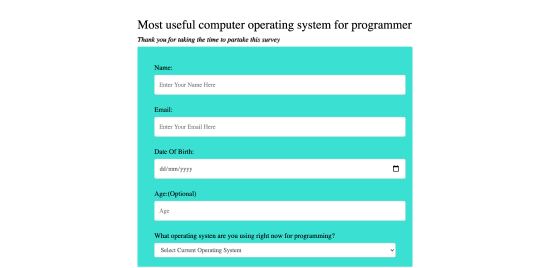 Most useful computer operating system for programmer
Thank you for taking the time to partake this survey
Name:
Enter Your Name Here
Email:
Enter Your Email Here
Date Of Birth:
dd/mm/yyyy
Age:(Optional)
Age
What operating systen are you using right now for programming?
Select Current Operating System